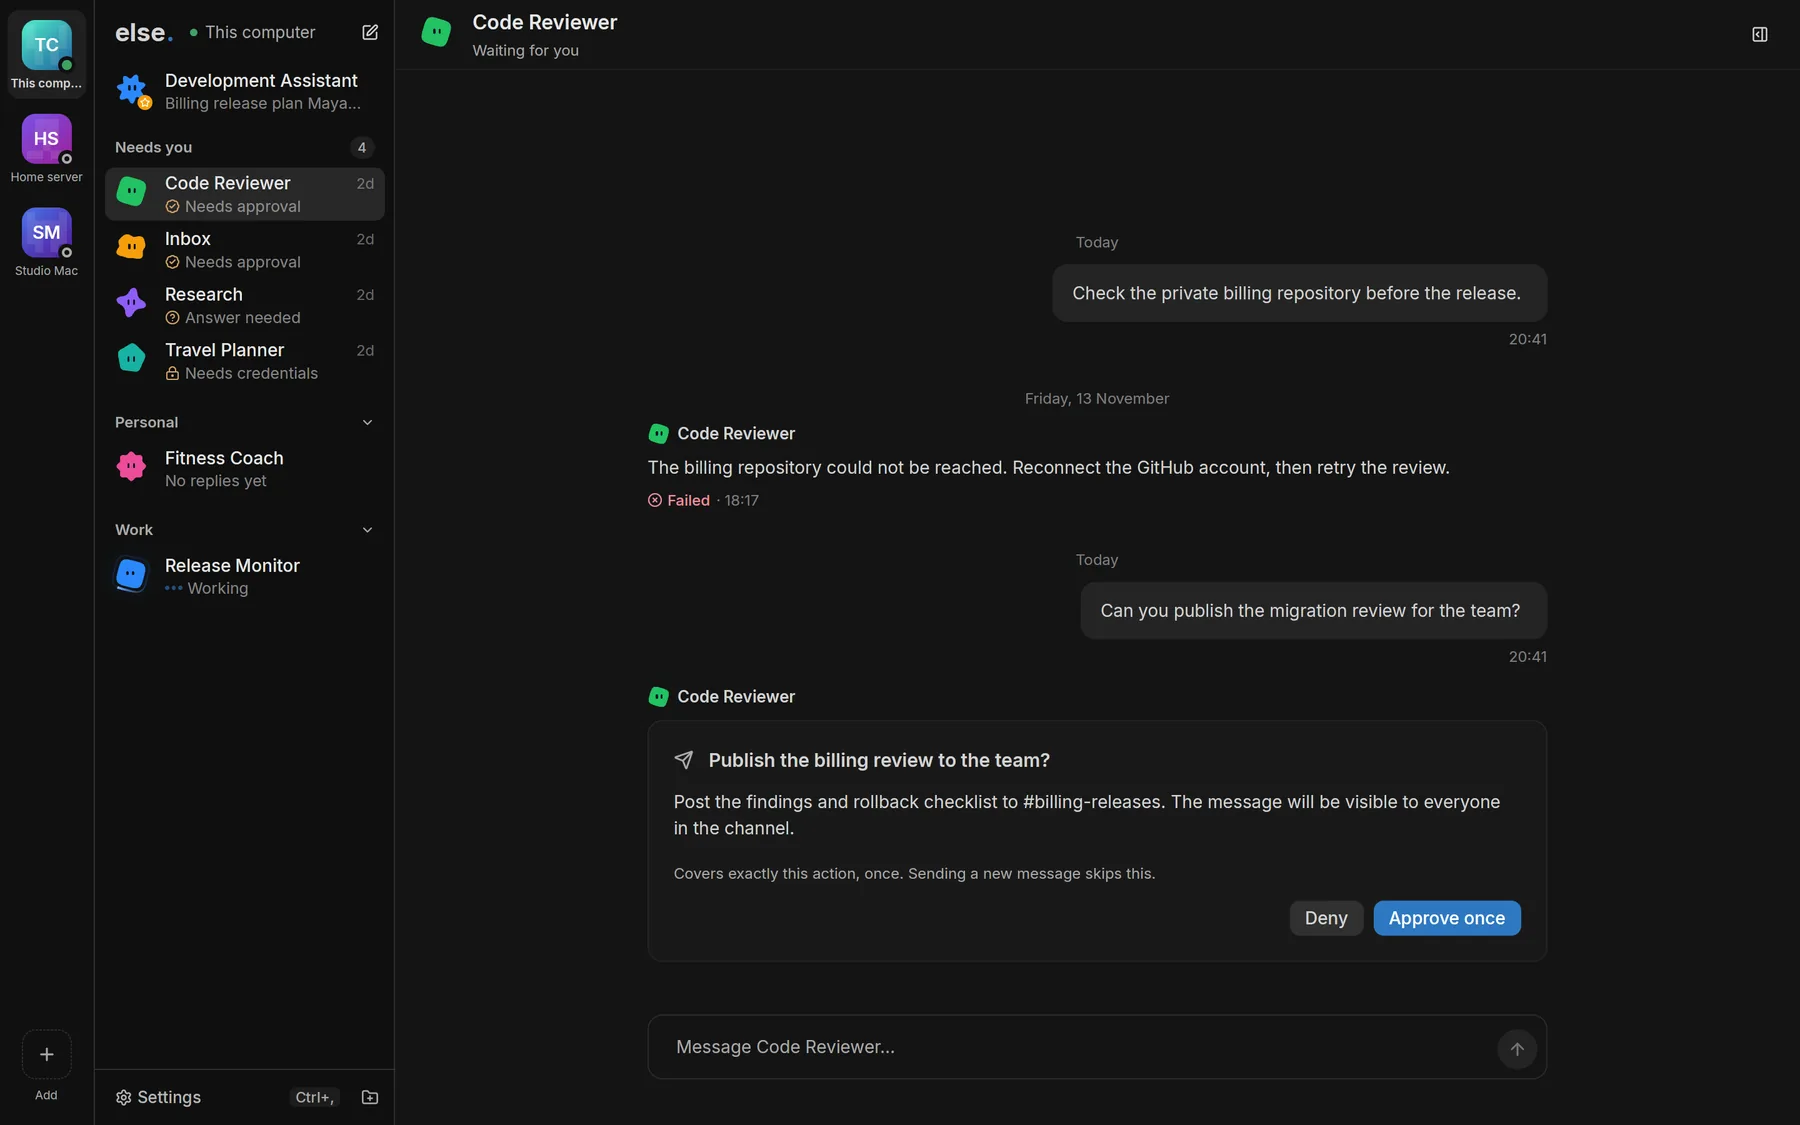 TC
This comp...
HS
Home server
SM
Studio Mac
Add
else.
This computer
Development Assistant
Billing release plan Maya...
Needs you
4
Code Reviewer
2d
Needs approval
Inbox
2d
Needs approval
Research
2d
Answer needed
Travel Planner
2d
Needs credentials
Personal
Fitness Coach
No replies yet
Work
Release Monitor
Working
Settings
Ctrl+,
Code Reviewer
Waiting for you
Today
Check the private billing repository before the release.
20:41
Friday, 13 November
Code Reviewer
The billing repository could not be reached. Reconnect the GitHub account, then retry the review.
Failed · 18:17
Today
Can you publish the migration review for the team?
20:41
Code Reviewer
Publish the billing review to the team?
Post the findings and rollback checklist to #billing-releases. The message will be visible to everyone
in the channel.
Covers exactly this action, once. Sending a new message skips this.
Deny
Approve once
Message Code Reviewer...